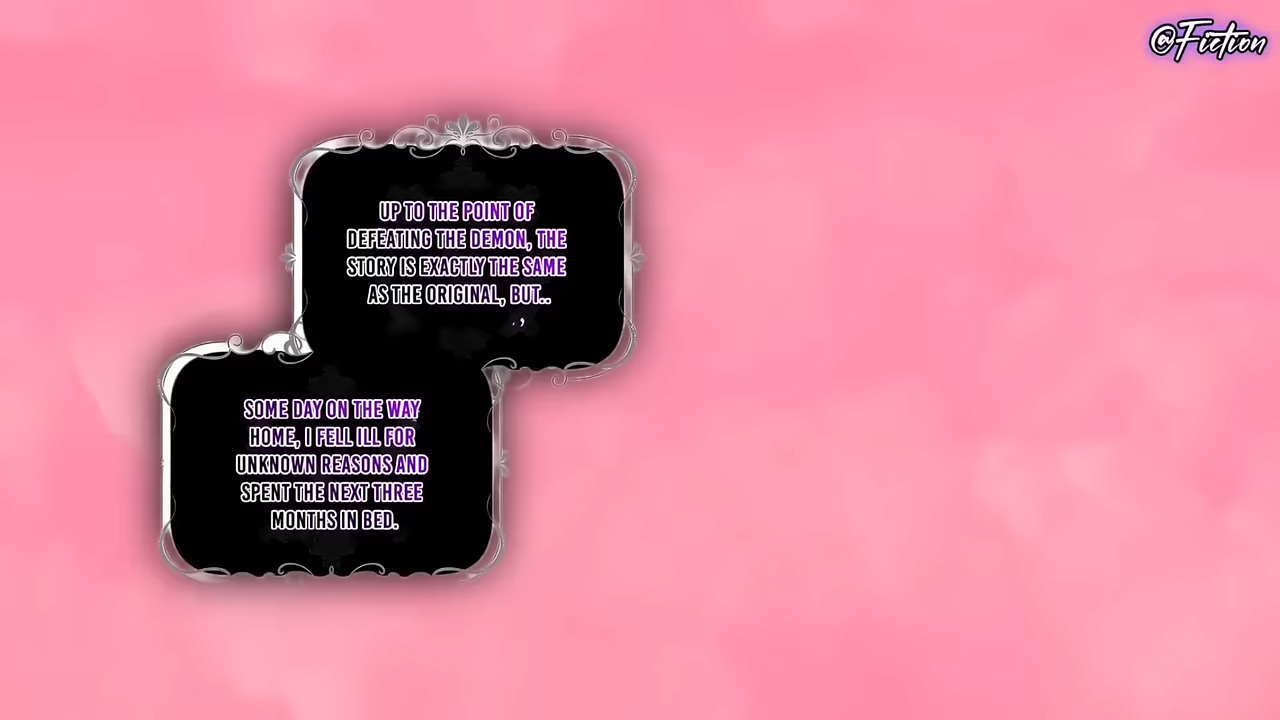 @Fiction
UP TO THE POINT OF
DEFEATING THE DEMON, THE
STORY IS EXACTLY THE SAME
AS THE ORIGINAL, BUT..
SOME DAY ON THE WAY
HOME, I FELL ILL FOR
UNKNOWN REASONS AND
SPENT THE NEXT THREE
MONTHS IN BED.